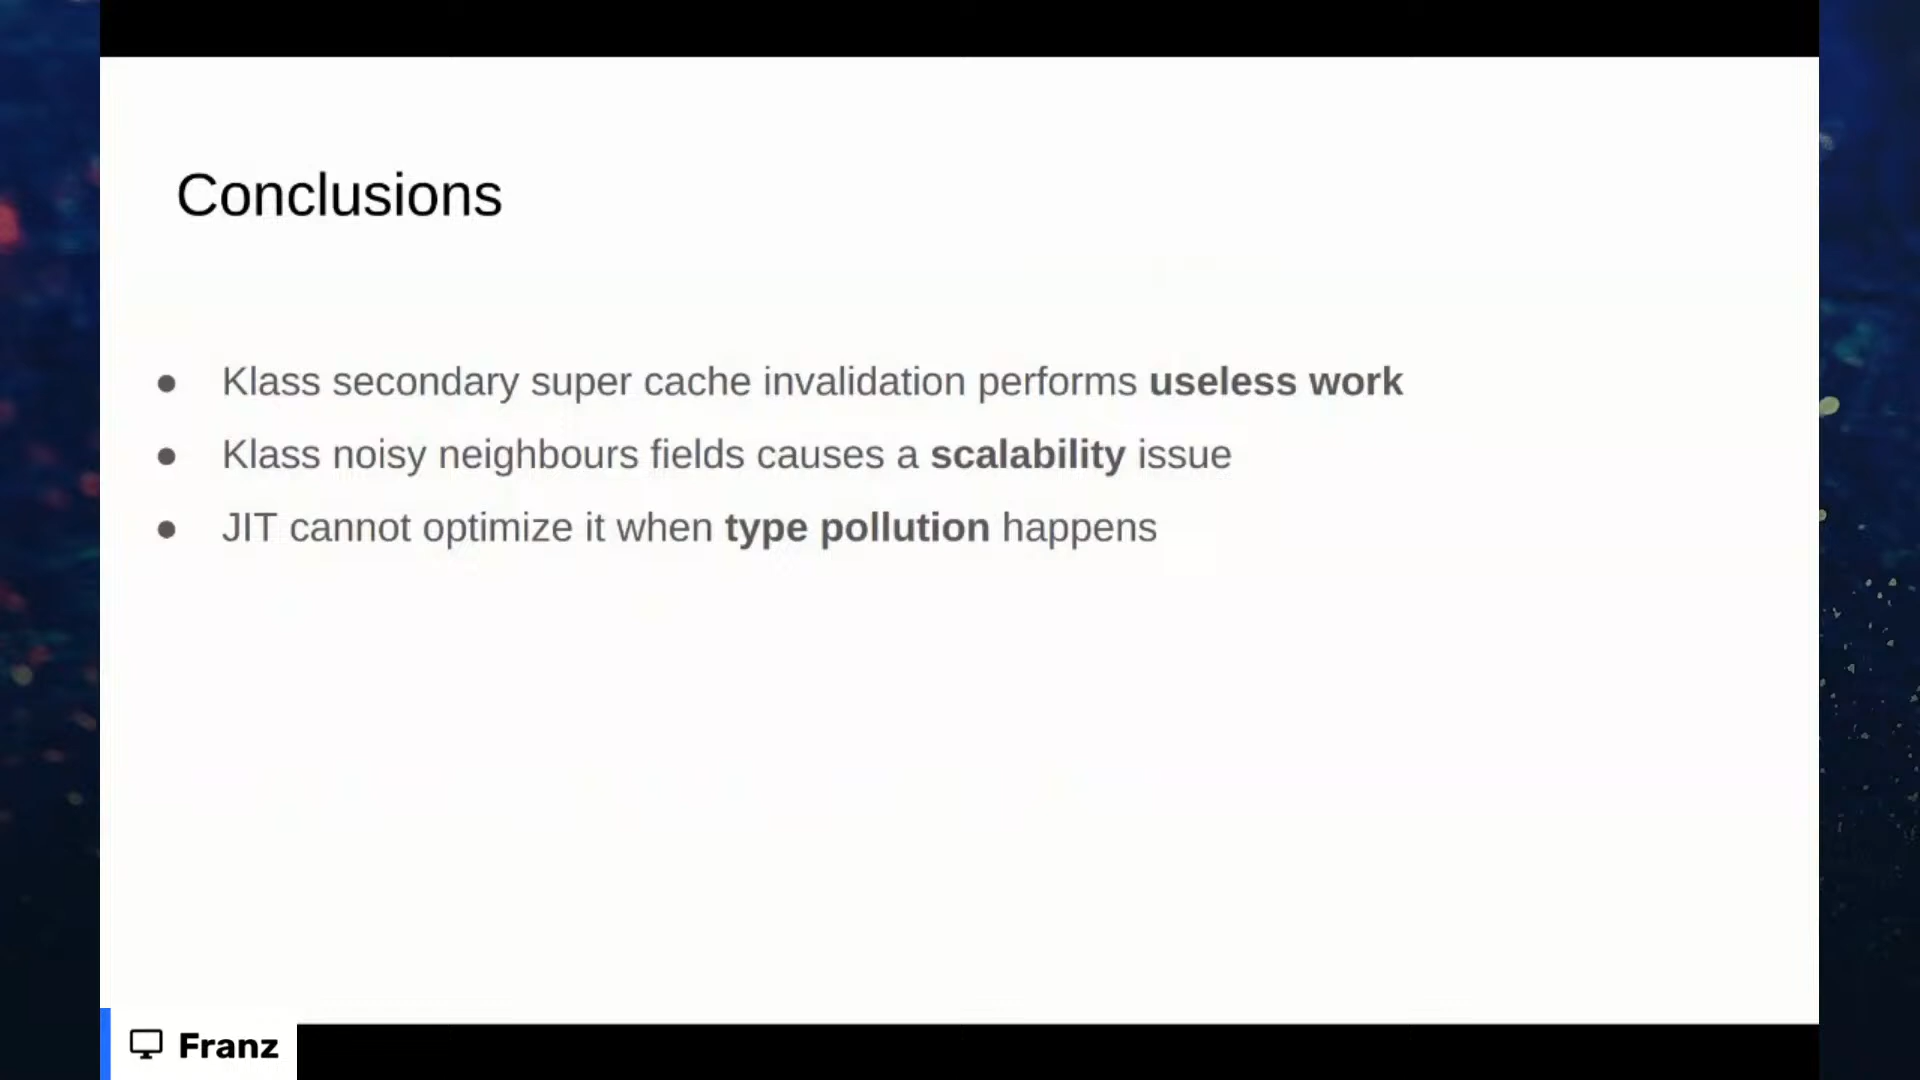 Conclusions
● Klass secondary super cache invalidation performs useless work
● Klass noisy neighbours fields causes a scalability issue
● JIT cannot optimize it when type pollution happens
Franz